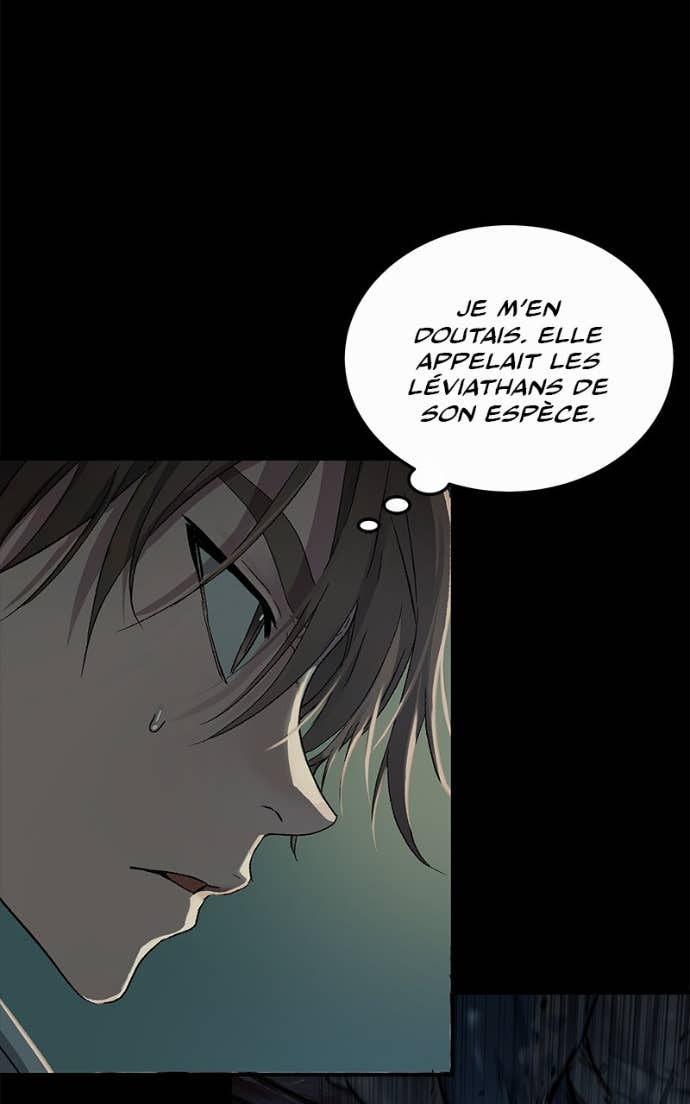 JE M'EN
DOUTAIS. ELLE
APPELAIT LES
LÉVIATHANS DE
SON ESPÈCE.